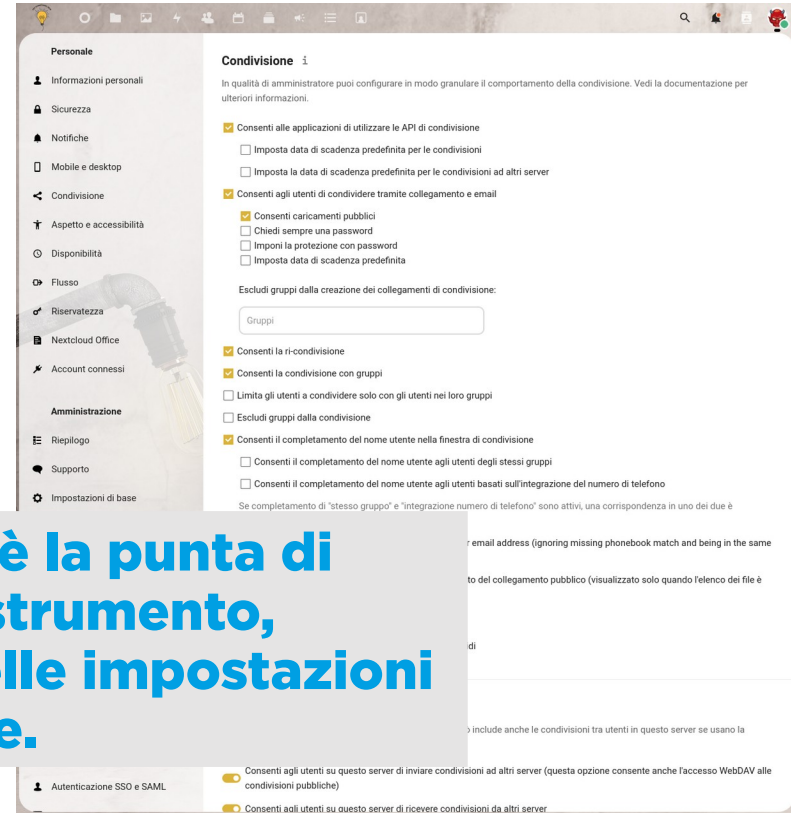 Personale
Informazioni personali
Sicurezza
Notifiche
Mobile e desktop
Condivisione
Aspetto e accessibilità
Disponibilità
Flusso
Riservatezza
Nextcloud Office
Account connessi
Amministrazione
Riepilogo
Supporto
Impostazioni di base
Condivisione i
In qualità di amministratore puoi configurare in modo granulare il comportamento della condivisione. Vedi la documentazione per
ulteriori informazioni.
Consenti alle applicazioni di utilizzare le API di condivisione
Imposta data di scadenza predefinita per le condivisioni
Imposta la data di scadenza predefinita per le condivisioni ad altri server
Consenti agli utenti di condividere tramite collegamento e email
Consenti caricamenti pubblici
Chiedi sempre una password
Imponi la protezione con password
Imposta data di scadenza predefinita
Escludi gruppi dalla creazione dei collegamenti di condivisione:
Gruppi
Consenti la ri-condivisione
Consenti la condivisione con gruppi
Limita gli utenti a condividere solo con gli utenti nei loro gruppi
Escludi gruppi dalla condivisione
Consenti il completamento del nome utente nella finestra di condivisione
Consenti il completamento del nome utente agli utenti degli stessi gruppi
Consenti il completamento del nome utente agli utenti basati sull'integrazione del numero di telefono
Se completamento di "stesso gruppo" e "integrazione numero di telefono" sono attivi, una corrispondenza in uno dei due è
email address (ignoring missing phonebook match and being in the same
to del collegamento pubblico (visualizzato solo quando l'elenco dei file è
idi
include anche le condivisioni tra utenti in questo server se usano la
è la punta di
strumento,
lle impostazioni
e.
Autenticazione SSO e SAML
Consenti agli utenti su questo server di inviare condivisioni ad altri server (questa opzione consente anche l'accesso WebDAV alle
condivisioni pubbliche)
Consenti agli utenti su questo server di ricevere condivisioni da altri server